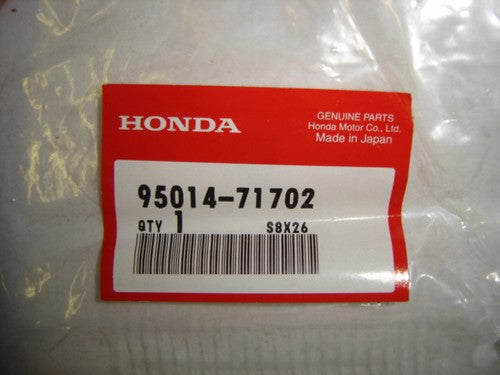 HONDA
GENUINE PARTS
Honda Motor Co., Ltd.
Made in Japan
95014-71702
QTY 1 S8X26